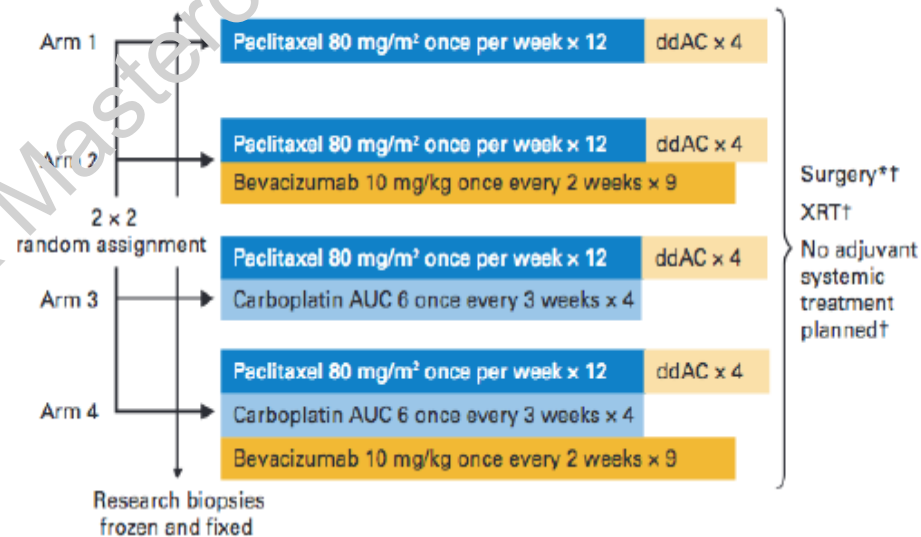 Arm 1
Paclitaxel 80 mg/m² once per week × 12
ddAC × 4
Arm 2
Paclitaxel 80 mg/m² once per week × 12
ddAC × 4
Bevacizumab 10 mg/kg once every 2 weeks × 9
2 × 2
random assignment
Arm 3
Paclitaxel 80 mg/m² once per week × 12
ddAC × 4
Carboplatin AUC 6 once every 3 weeks × 4
Arm 4
Paclitaxel 80 mg/m² once per week × 12
ddAC × 4
Carboplatin AUC 6 once every 3 weeks × 4
Bevacizumab 10 mg/kg once every 2 weeks × 9
Research biopsies
frozen and fixed
Surgery*†
XRT†
No adjuvant
systemic
treatment
planned†